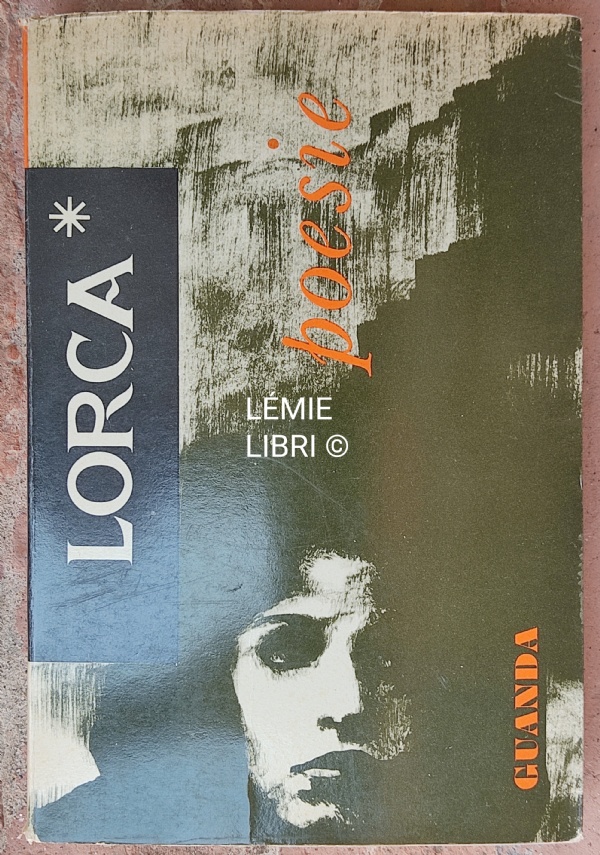 LORCA *
poesie
LÉMIE
LIBRI ©
GUANDA